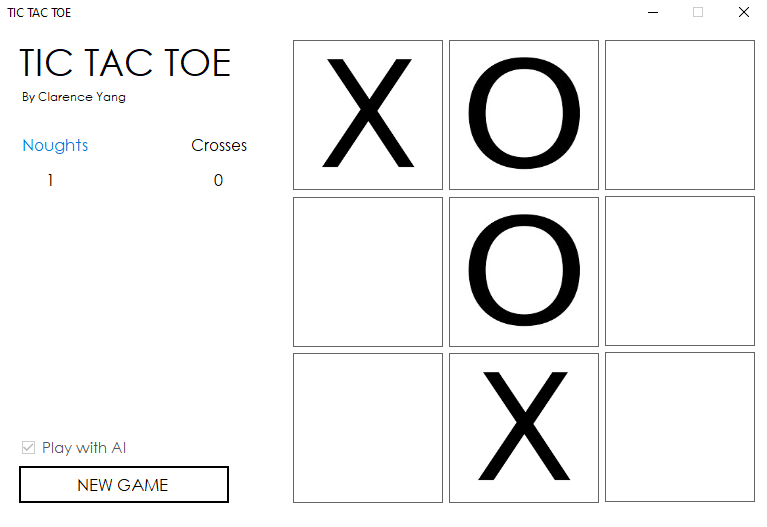 TIC TAC TOE
TIC TAC TOE
By Clarence Yang
Noughts Crosses
1 0
X O
O
X
Play with AI
NEW GAME